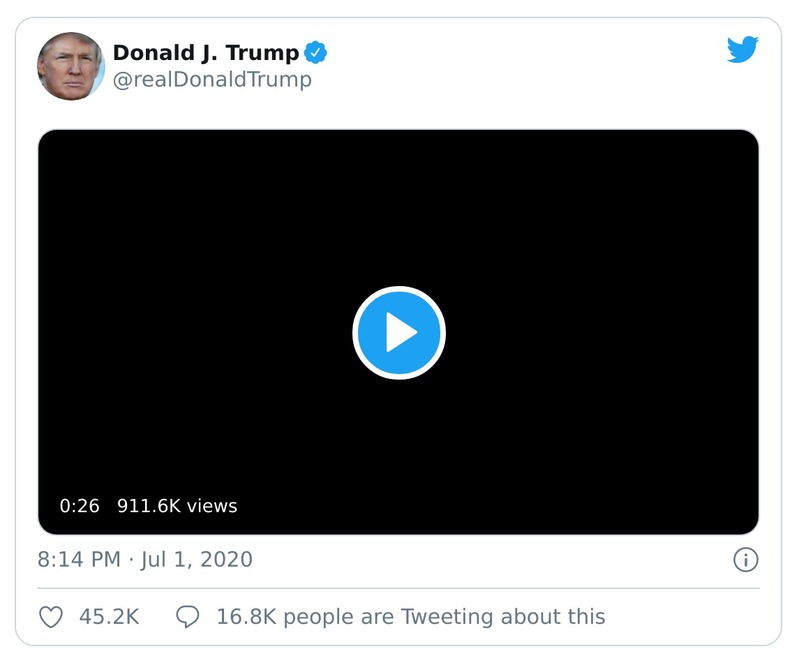 Donald J. Trump
@realDonaldTrump
0:26 911.6K views
8:14 PM · Jul 1, 2020
45.2K 16.8K people are Tweeting about this